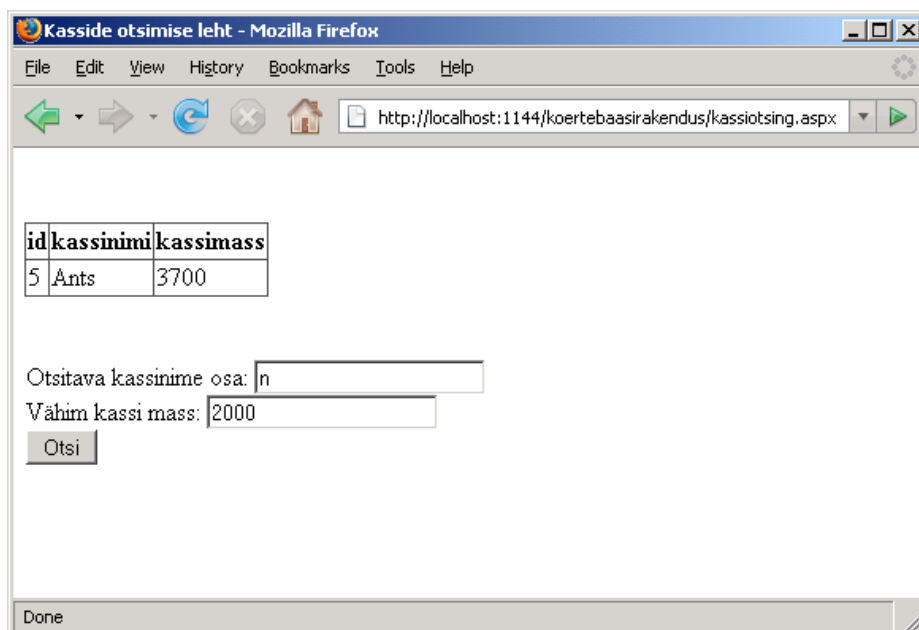 Kasside otsimise leht - Mozilla Firefox
File Edit View History Bookmarks Tools Help
http://localhost:1144/koertebaasirakendus/kassiotsing.aspx
id kassinimi kassimass
5 Ants 3700
Otsitava kassinime osa: n
Vähim kassi mass: 2000
Otsi
Done